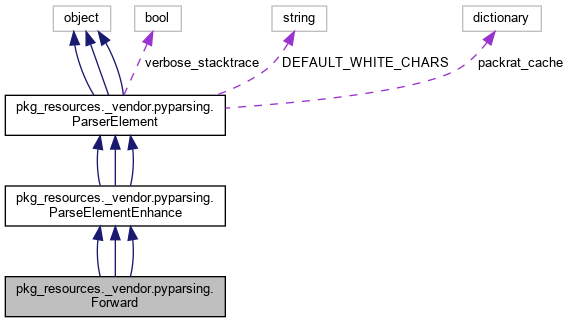 object
bool
string
dictionary
verbose_stacktrace
DEFAULT_WHITE_CHARS
packrat_cache
pkg_resources._vendor.pyparsing.
ParserElement
pkg_resources._vendor.pyparsing.
ParseElementEnhance
pkg_resources._vendor.pyparsing.
Forward